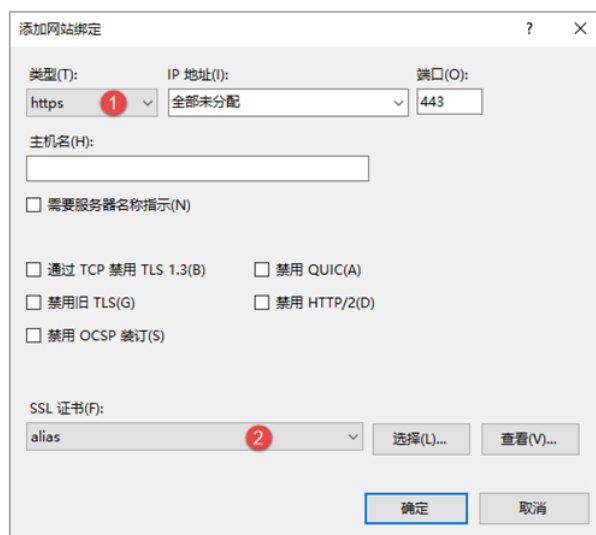 添加网站绑定 ?
类型(T): IP 地址(I): 端口(O):
https 1 全部未分配 443
主机名(H):
需要服务器名称指示(N)
通过 TCP 禁用 TLS 1.3(B) 禁用 QUIC(A)
禁用旧 TLS(G) 禁用 HTTP/2(D)
禁用 OCSP 装订(S)
SSL 证书(F):
alias 2 选择(L)... 查看(V)...
确定 取消